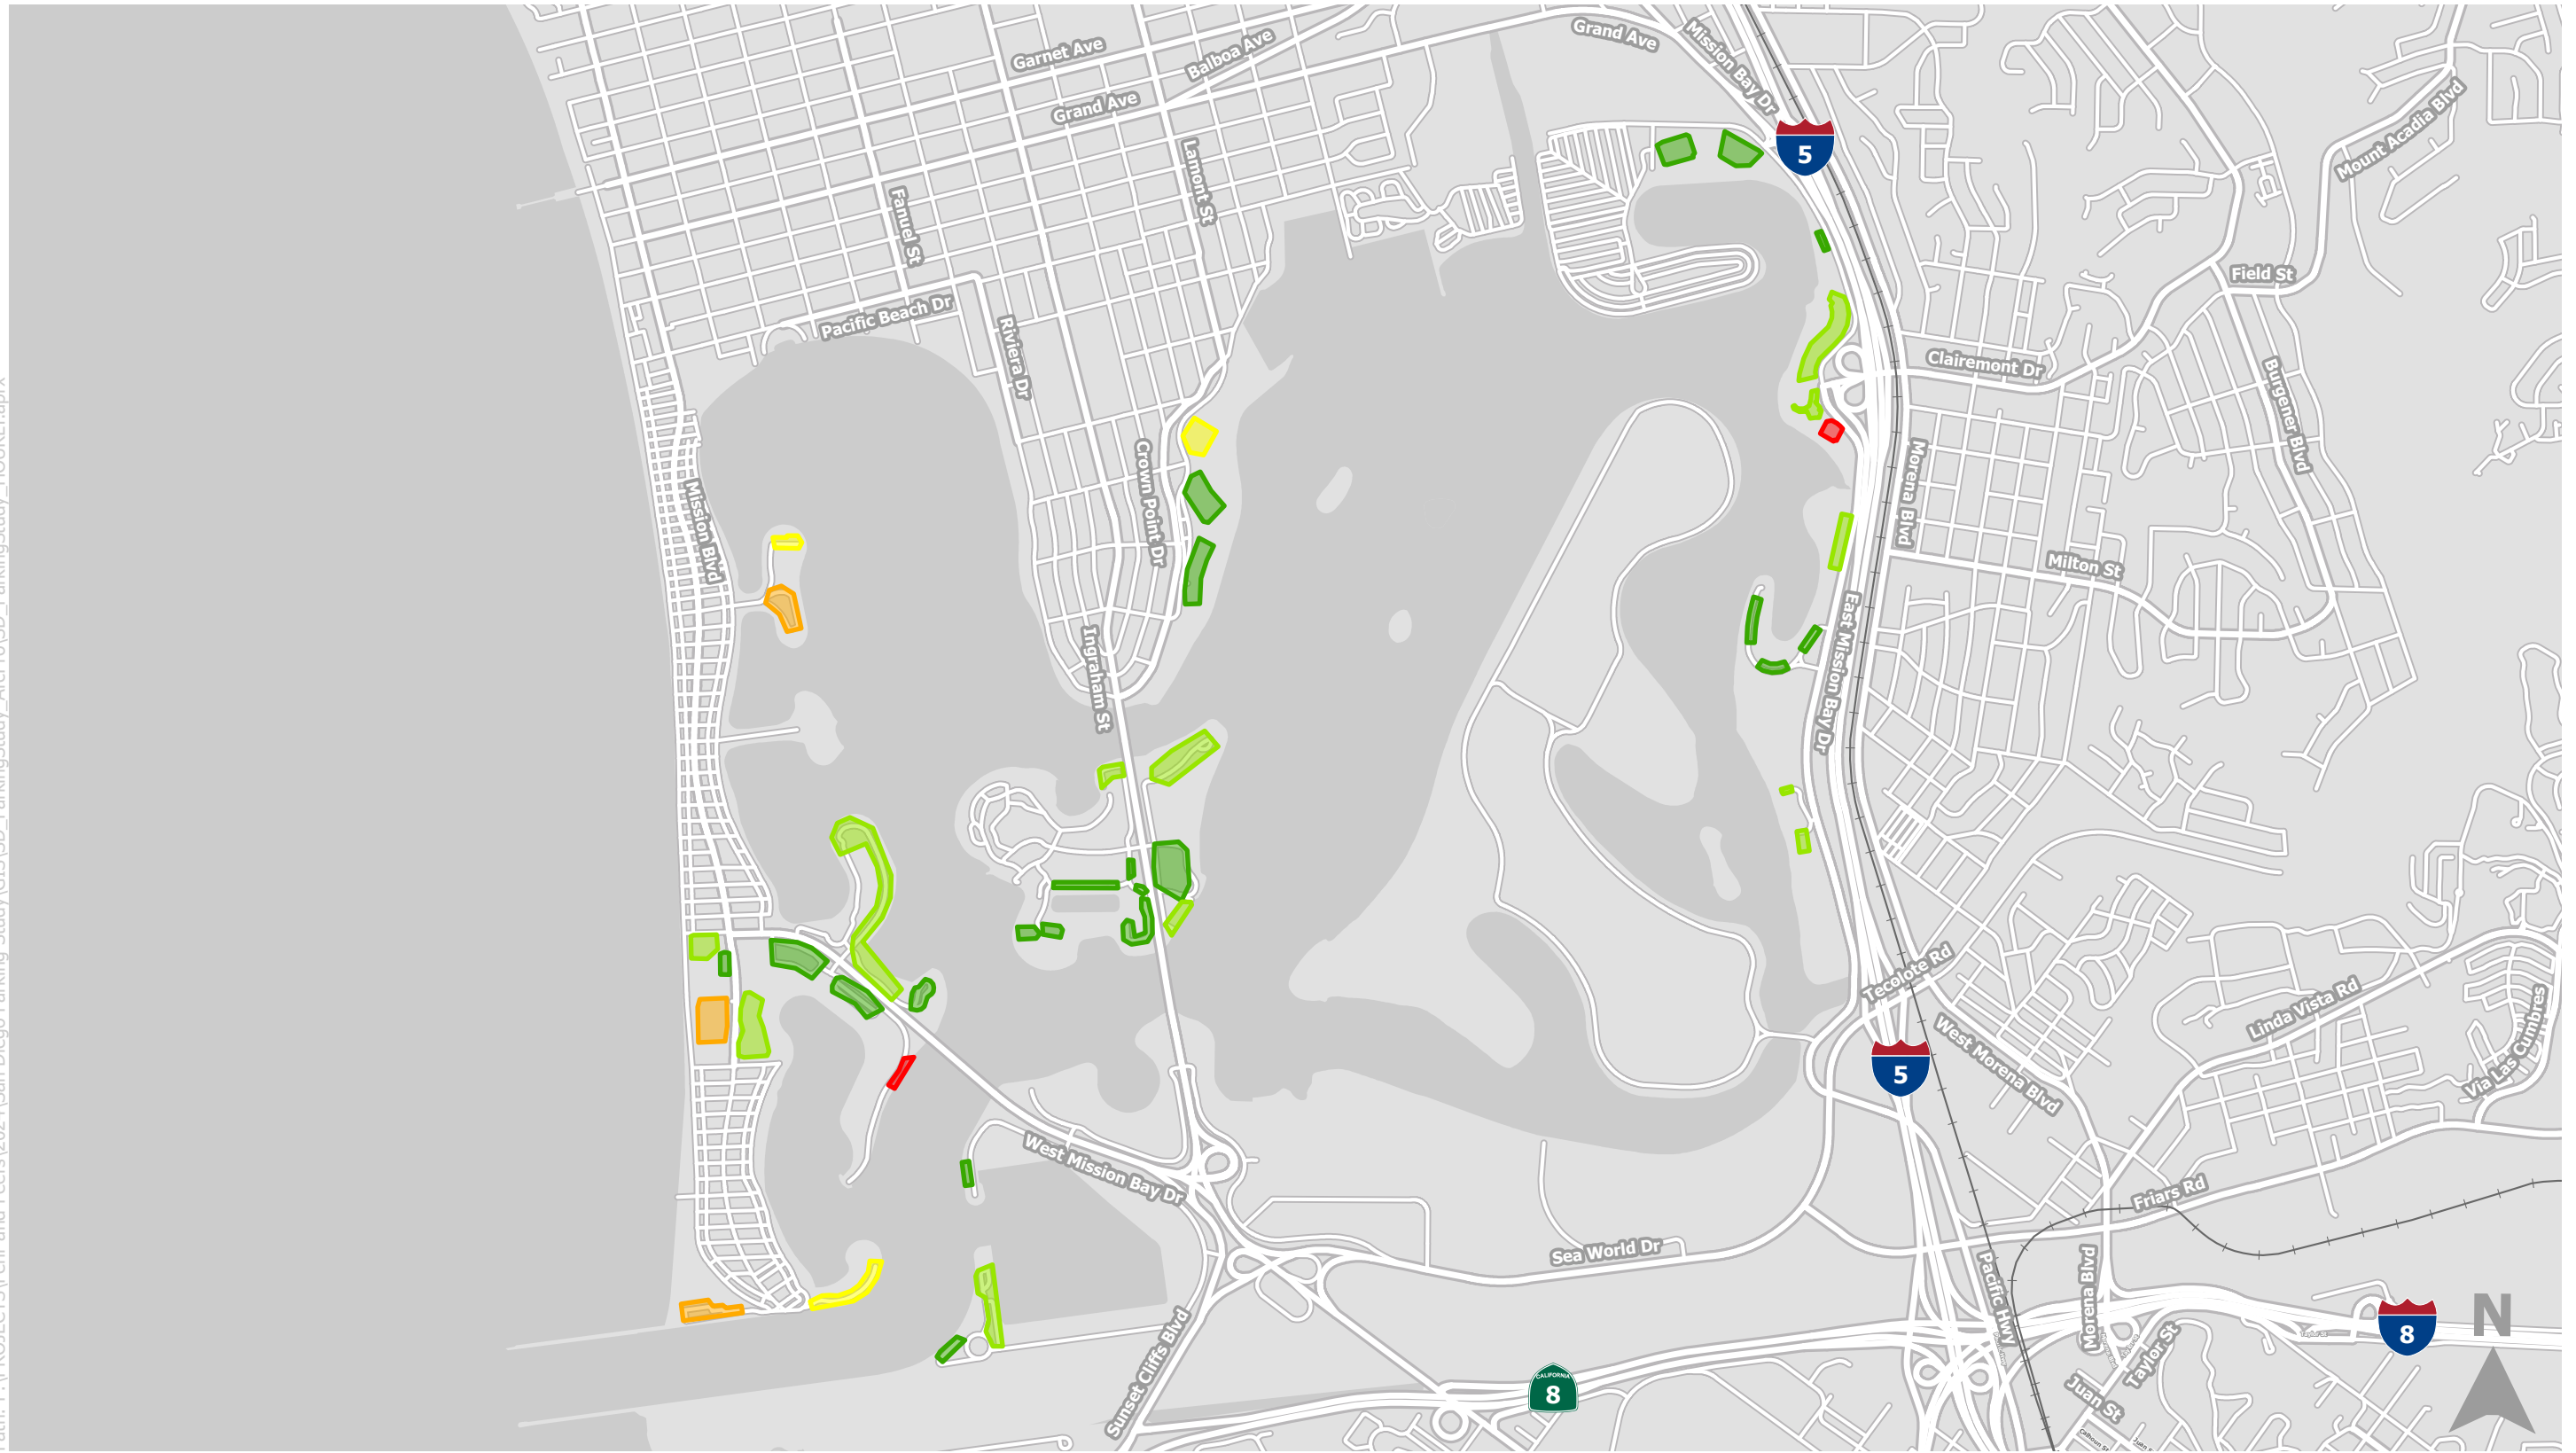 Garnet Ave
Balboa Ave
Grand Ave
Mission Bay Dr
Grand Ave
Lamont St
Fanuel St
5
Mount Acadia Blvd
Field St
Pacific Beach Dr
Riviera Dr
Clairemont Dr
Burgener Blvd
Crown Point Dr
Morena Blvd
Mission Blvd
Milton St
Ingraham St
East Mission Bay Dr
Tecolote Rd
Linda Vista Rd
Via Las Cumbres
West Morena Blvd
5
West Mission Bay Dr
Friars Rd
Sea World Dr
Pacific Hwy
Morena Blvd
Taylor St
Juan St
Sunset Cliffs Blvd
CALIFORNIA
8
8
N